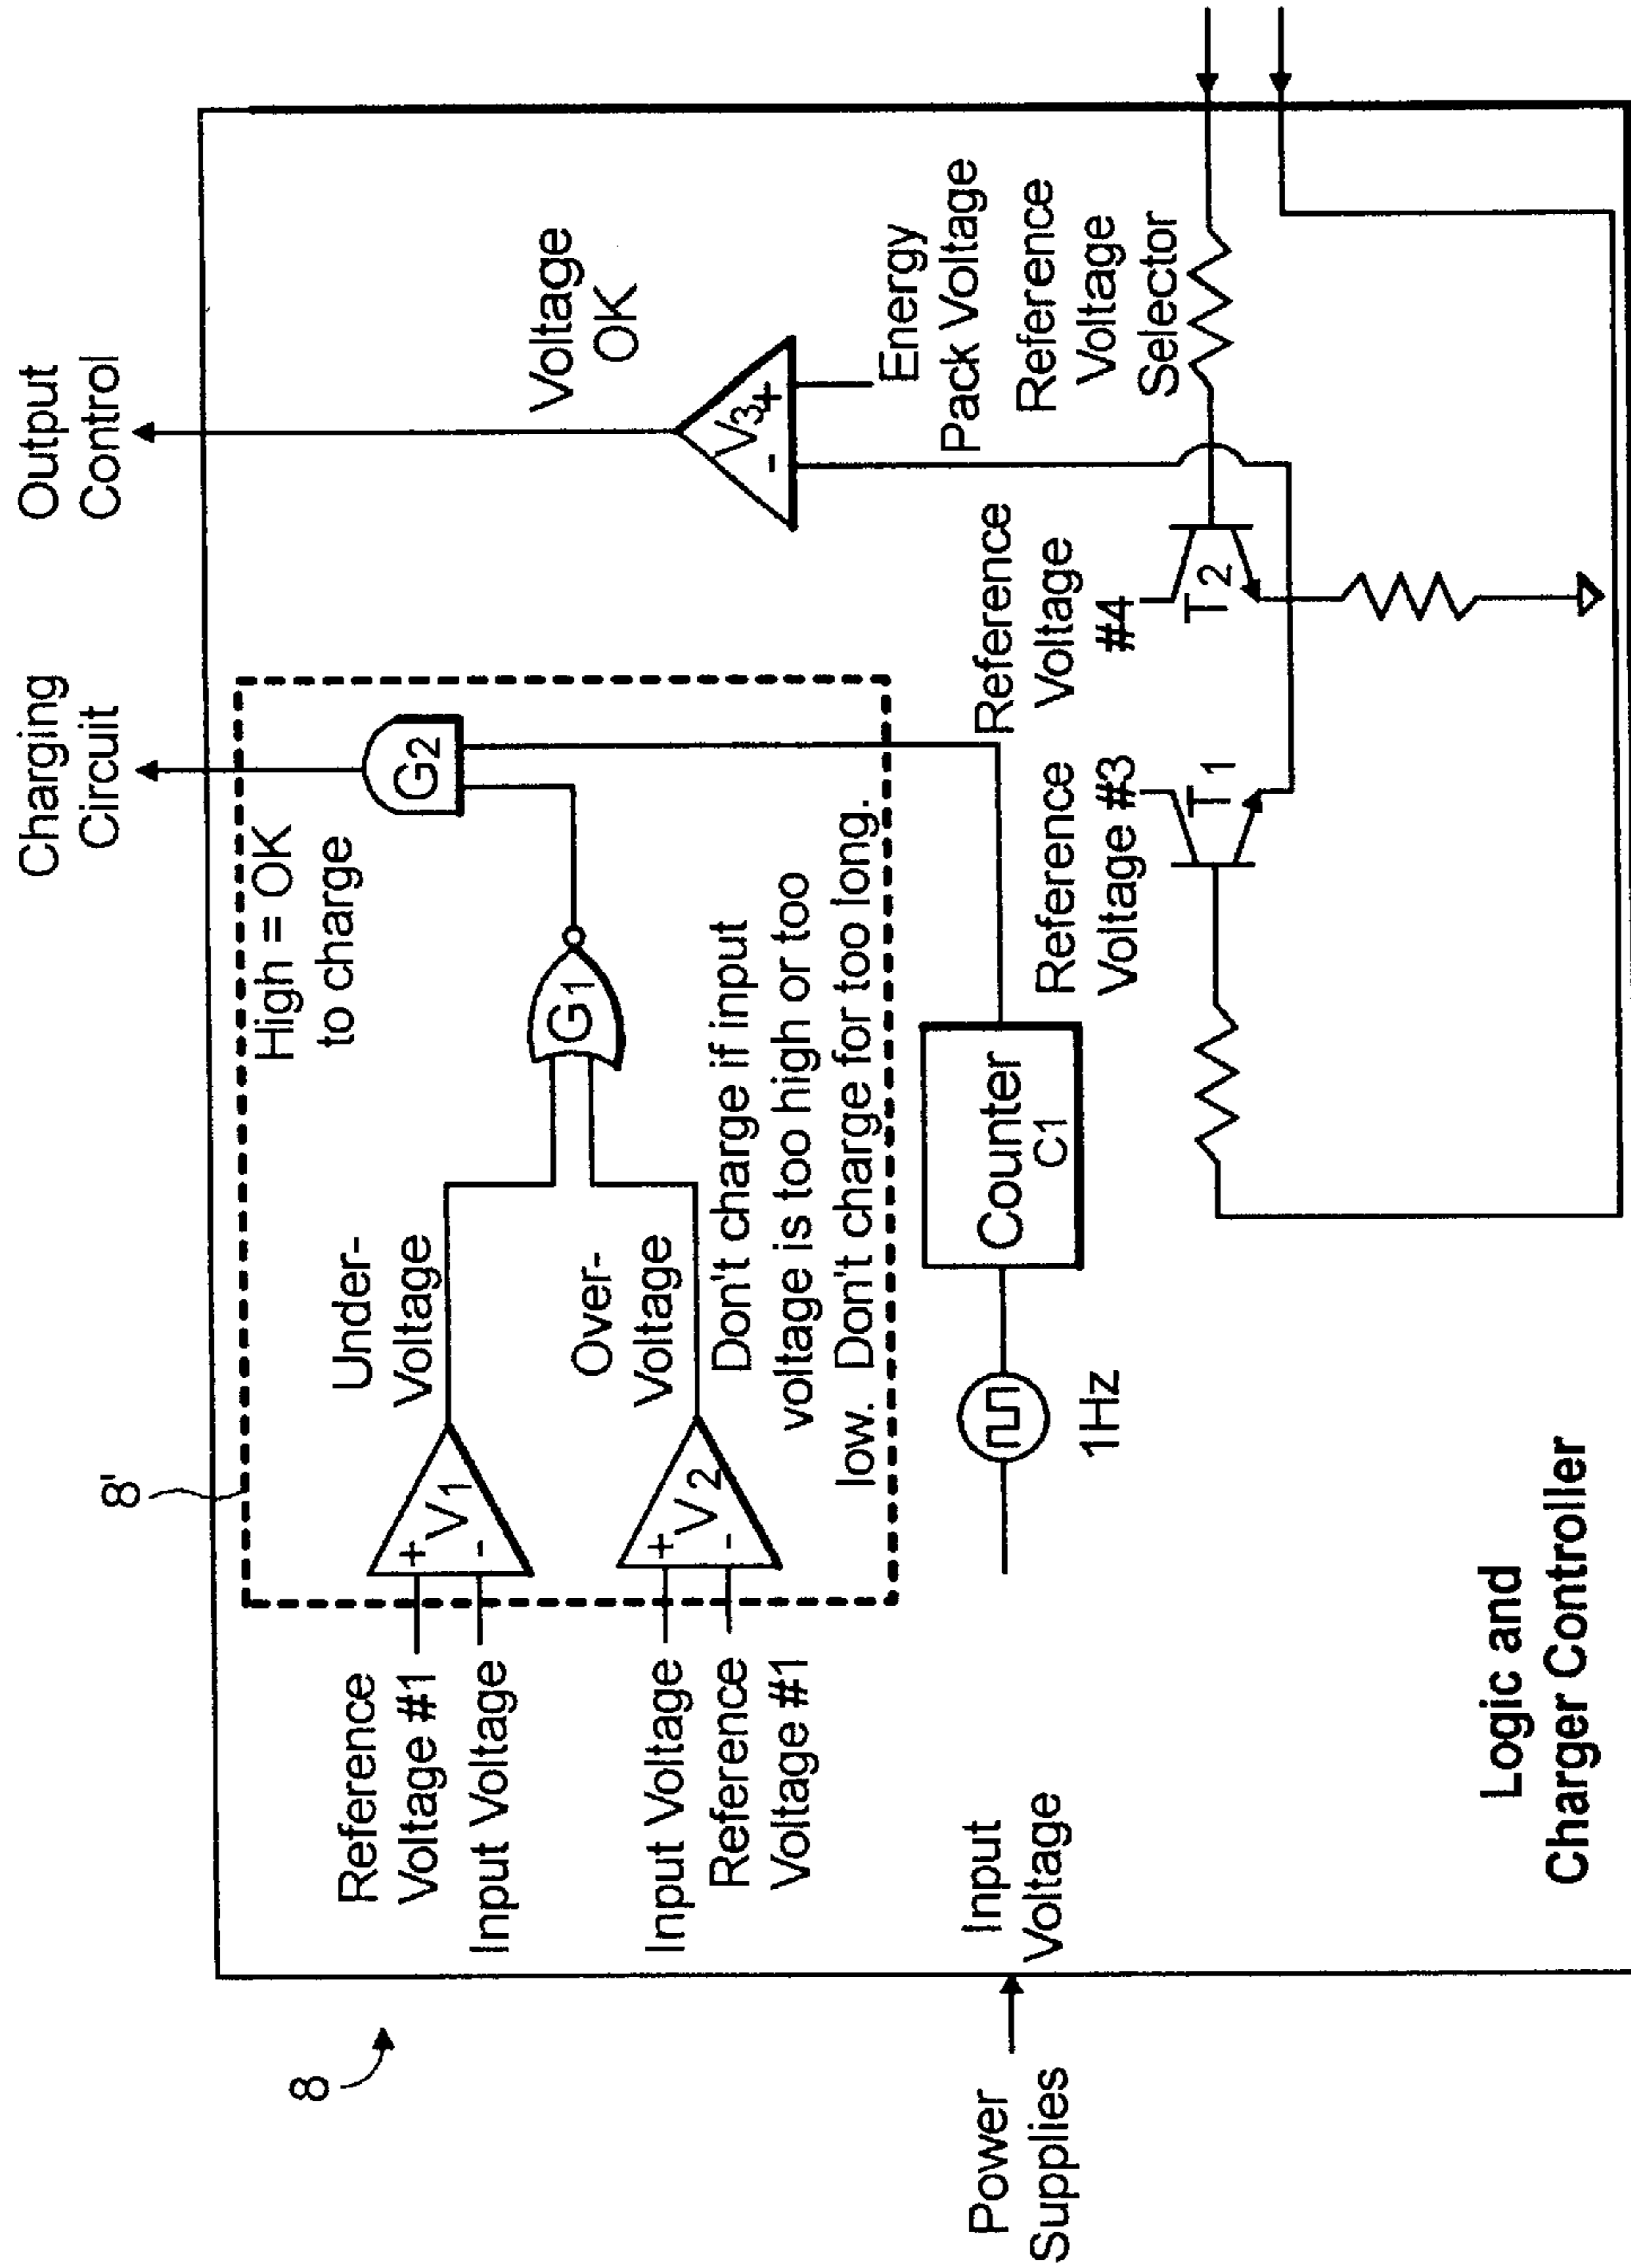 Charging
Circuit
Output
Control
8'
8
High = OK
to charge
Under-
Voltage
Over-
Voltage
Reference
Voltage #1
Input Voltage
Input Voltage
Reference
Voltage #1
+
-
V1
+
-
V2
G1
G2
Don't charge if input
voltage is too high or too
low. Don't charge for too long.
Voltage
OK
V3
-
+
Energy
Pack Voltage
Reference
Voltage
Selector
Reference
Voltage
#4
T2
Reference
Voltage #3
T1
Counter
C1
1Hz
Power
Supplies
Input
Voltage
Logic and
Charger Controller